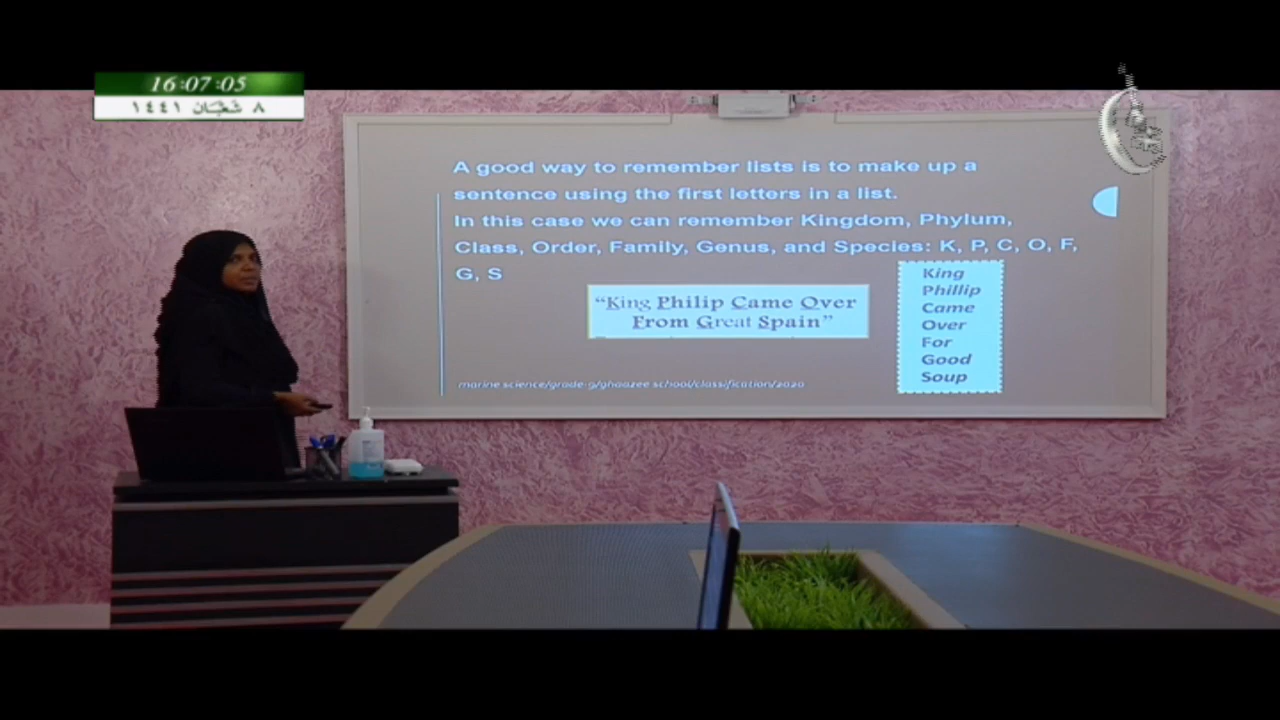 16:07:05
٨ شَعْبَان ١٤٤١
A good way to remember lists is to make up a
sentence using the first letters in a list.
In this case we can remember Kingdom, Phylum,
Class, Order, Family, Genus, and Species: K, P, C, O, F,
G, S
“King Philip Came Over
From Great Spain”
King
Phillip
Came
Over
For
Good
Soup
marine science/grade-9/ghaazee school/classification/2020